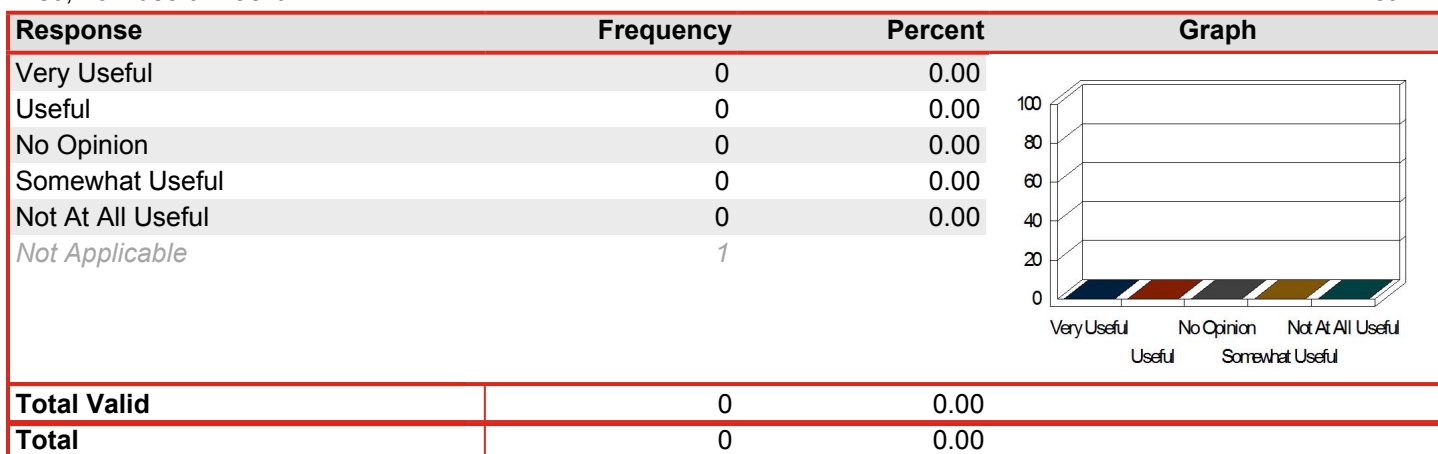 Response Frequency Percent Graph
Very Useful 0 0.00
Useful 0 0.00
No Opinion 0 0.00
Somewhat Useful 0 0.00
Not At All Useful 0 0.00
Not Applicable 1
100
80
60
40
20
0
Very Useful No Opinion Not At All Useful
Useful Somewhat Useful
Total Valid 0 0.00
Total 0 0.00